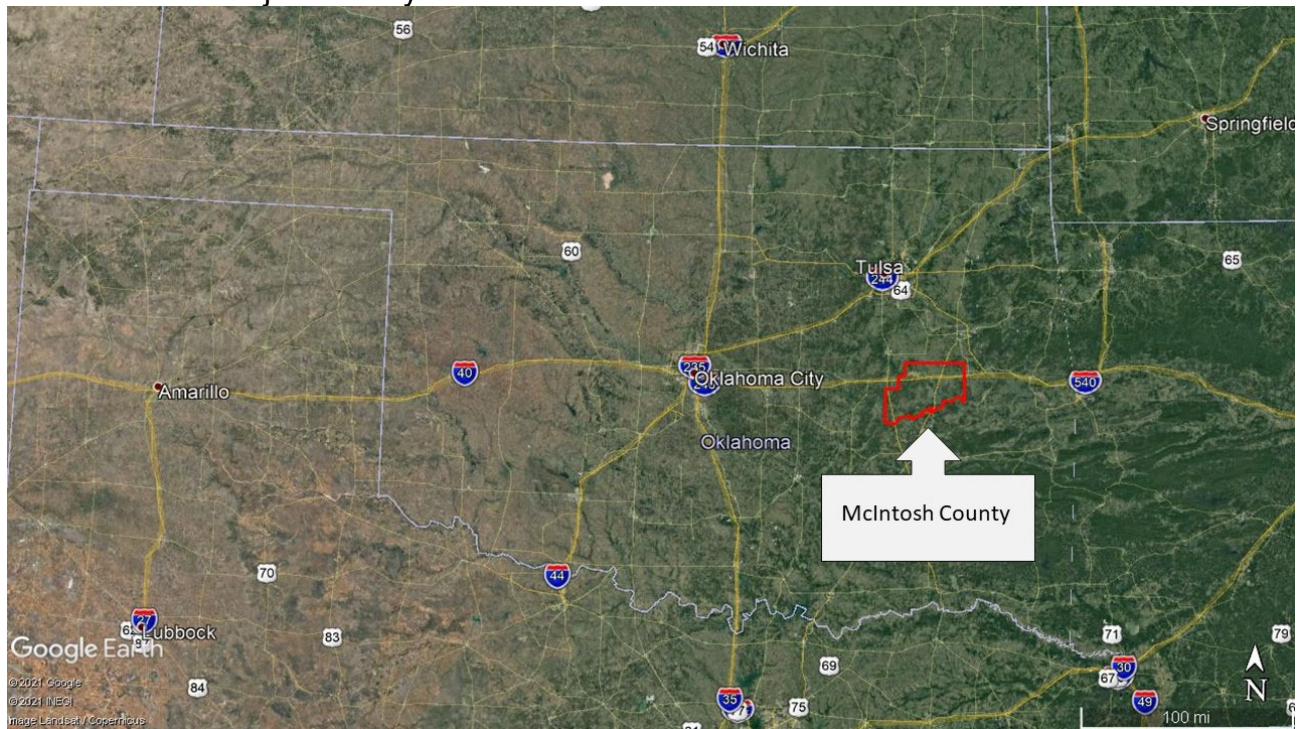 56
54
Wichita
Springfield
60
65
Tulsa
244
64
235
40
Oklahoma City
Amarillo
540
Oklahoma
McIntosh County
44
70
27
Lubbock
83
71
79
Google Earth
69
30
67
84
©2021 Google
©2021 INEGI
35
75
49
N
Image Landsat / Copernicus
100 mi